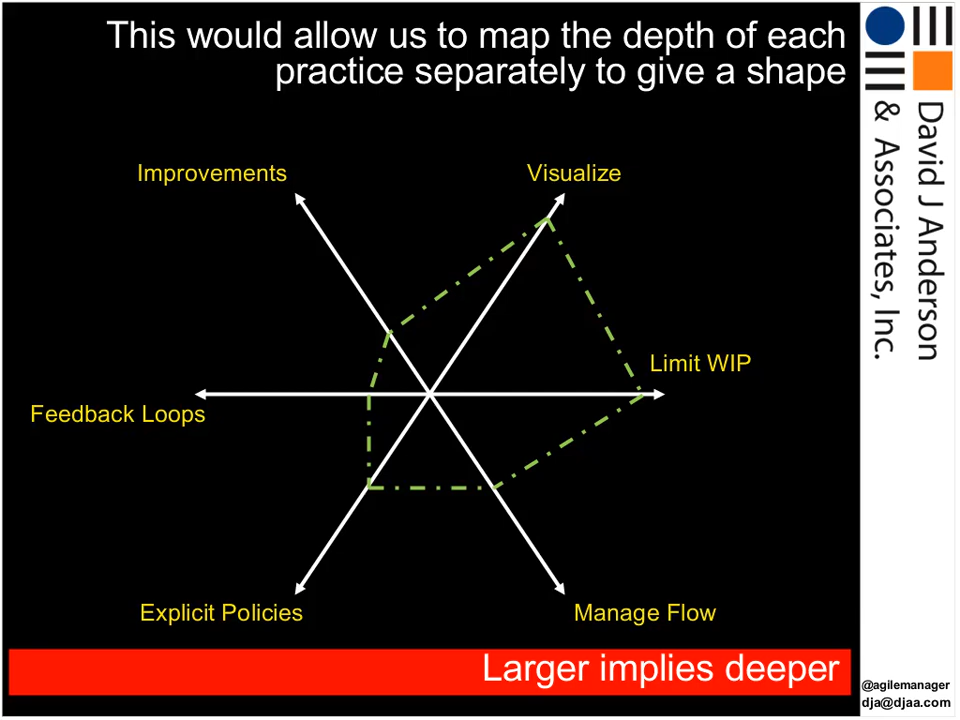 This would allow us to map the depth of each
practice separately to give a shape
Improvements
Visualize
Limit WIP
Feedback Loops
Explicit Policies
Manage Flow
Larger implies deeper
David J Anderson
& Associates, Inc.
@agilemanager
dja@djaa.com